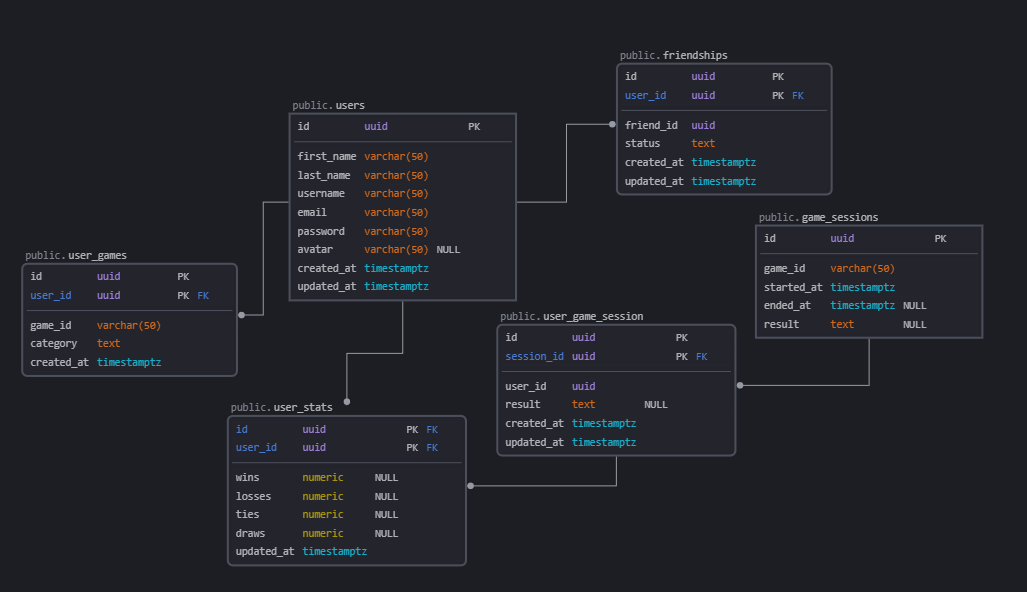 public.friendships
id uuid PK
user_id uuid PK FK
friend_id uuid
status text
created_at timestamptz
updated_at timestamptz
public.users
id uuid PK
first_name varchar(50)
last_name varchar(50)
username varchar(50)
email varchar(50)
password varchar(50)
avatar varchar(50) NULL
created_at timestamptz
updated_at timestamptz
public.game_sessions
id uuid PK
game_id varchar(50)
started_at timestamptz
ended_at timestamptz NULL
result text NULL
public.user_games
id uuid PK
user_id uuid PK FK
game_id varchar(50)
category text
created_at timestamptz
public.user_game_session
id uuid PK
session_id uuid PK FK
user_id uuid
result text NULL
created_at timestamptz
updated_at timestamptz
public.user_stats
id uuid PK FK
user_id uuid PK FK
wins numeric NULL
losses numeric NULL
ties numeric NULL
draws numeric NULL
updated_at timestamptz